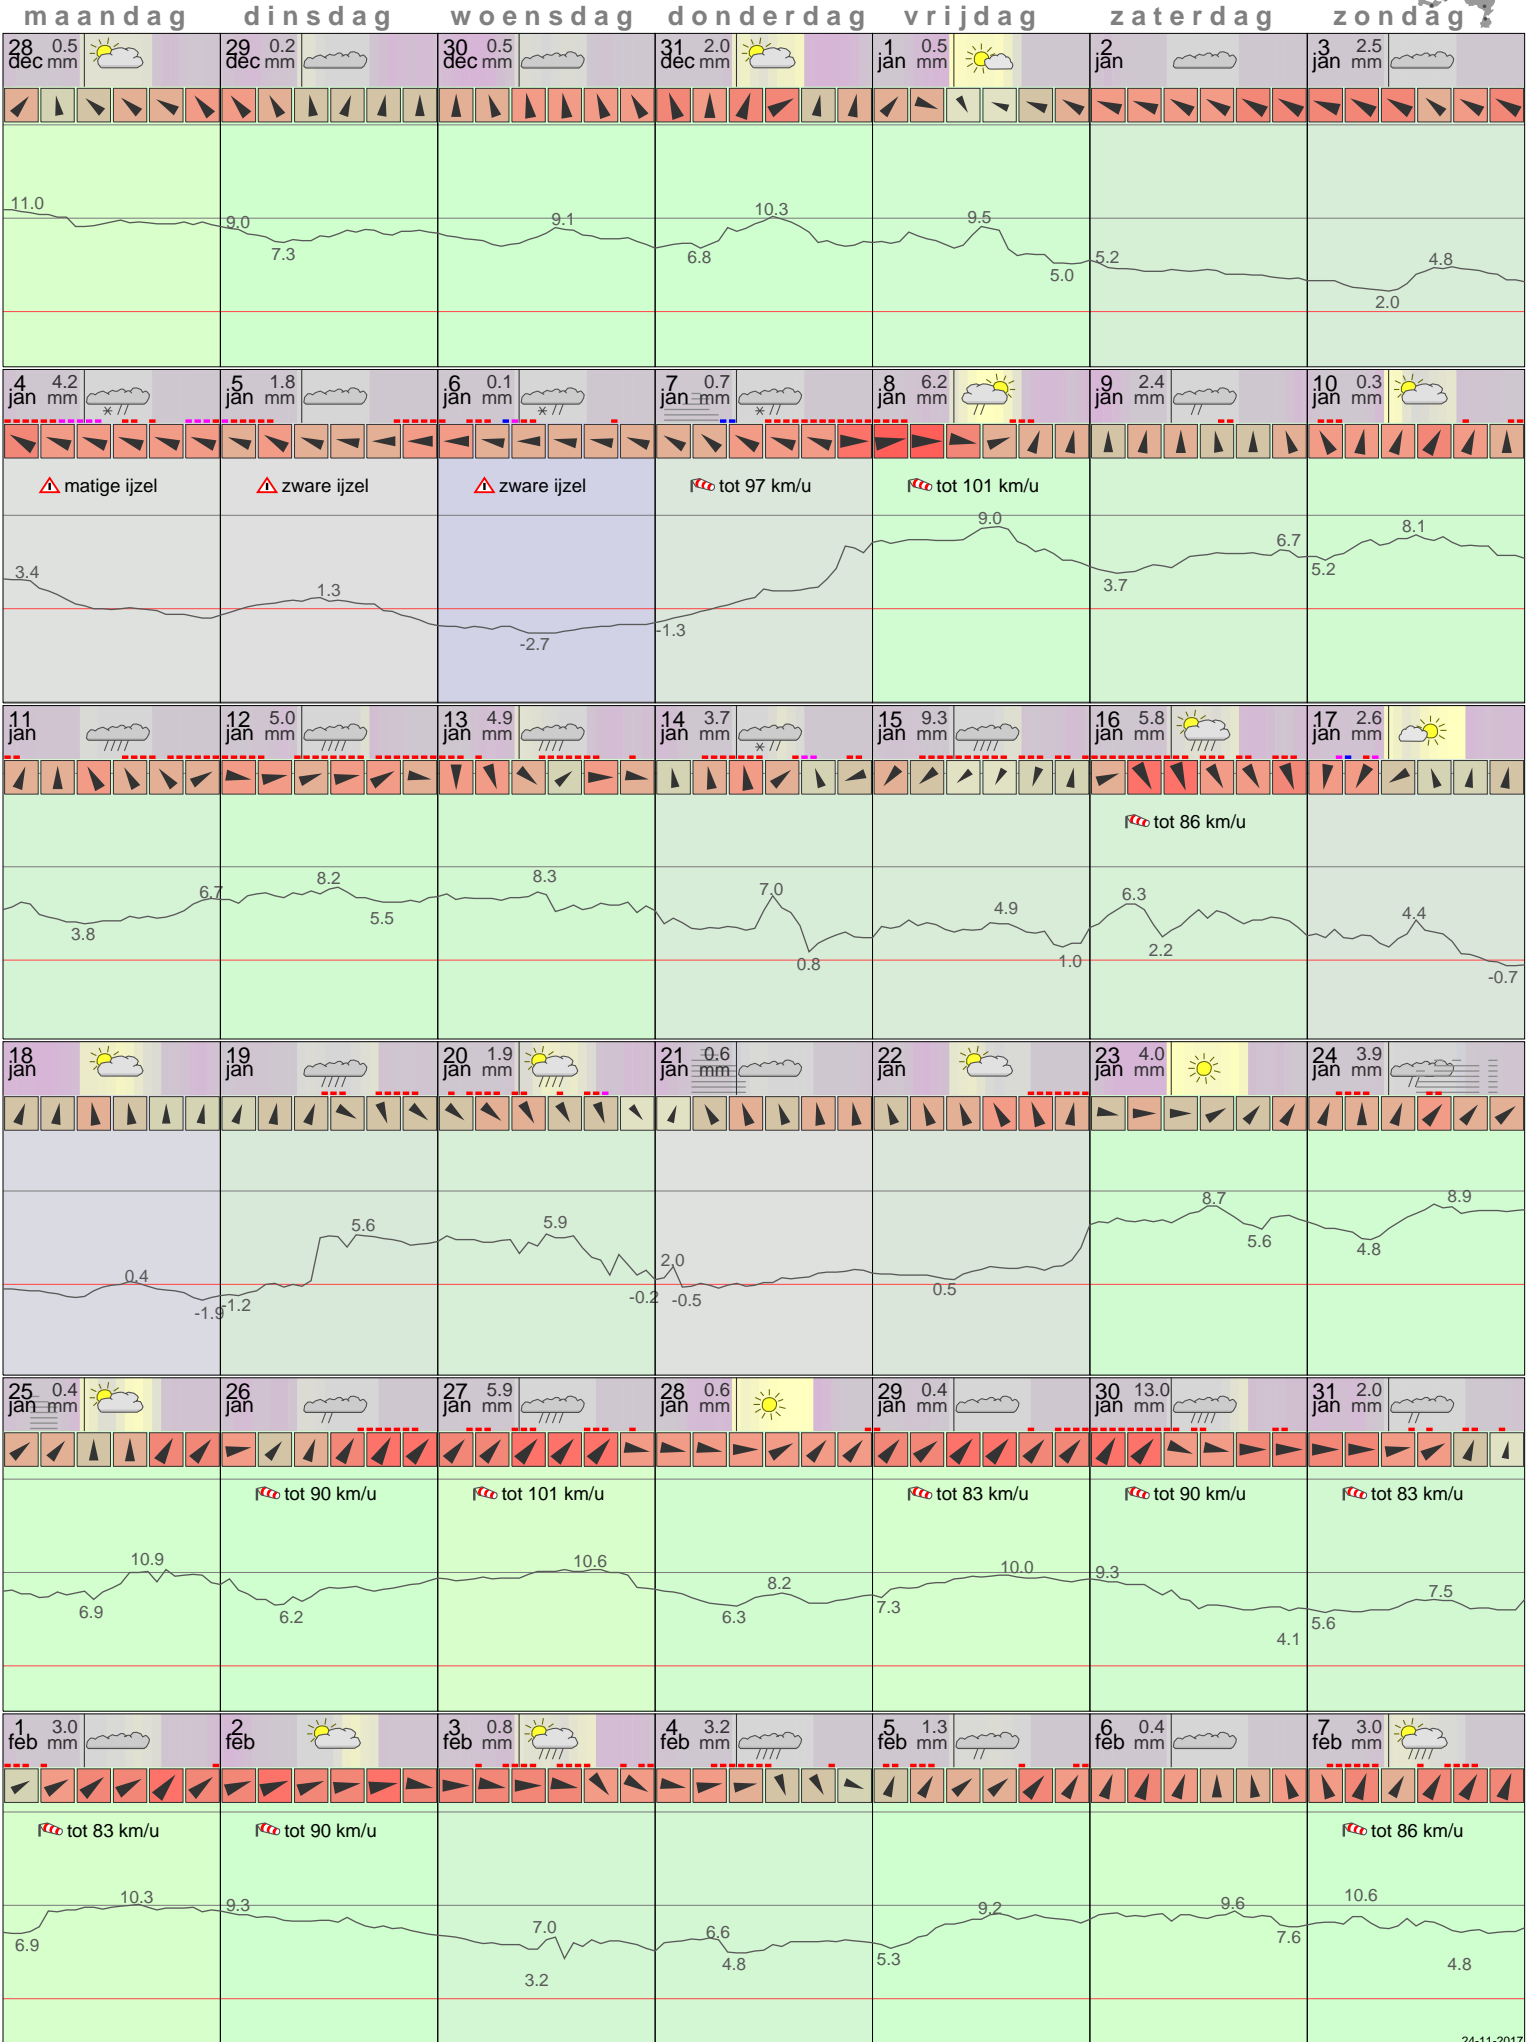 maandag dinsdag woensdag donderdag vrijdag zaterdag zondag
28 dec 0.5 mm 29 dec 0.2 mm 30 dec 0.5 mm 31 dec 2.0 mm 1 jan 0.5 mm 2 jan 3 jan 2.5 mm
11.0 9.0 7.3 9.1 6.8 10.3 9.5 5.0 5.2 2.0 4.8
4 jan 4.2 mm 5 jan 1.8 mm 6 jan 0.1 mm 7 jan 0.7 mm 8 jan 6.2 mm 9 jan 2.4 mm 10 jan 0.3 mm
matige ijzel zware ijzel zware ijzel tot 97 km/u tot 101 km/u
3.4 1.3 -2.7 -1.3 9.0 3.7 6.7 5.2 8.1
11 jan 12 jan 5.0 mm 13 jan 4.9 mm 14 jan 3.7 mm 15 jan 9.3 mm 16 jan 5.8 mm 17 jan 2.6 mm
tot 86 km/u
3.8 6.7 8.2 5.5 8.3 7.0 0.8 4.9 1.0 6.3 2.2 4.4 -0.7
18 jan 19 jan 20 jan 1.9 mm 21 jan 0.6 mm 22 jan 23 jan 4.0 mm 24 jan 3.9 mm
0.4 -1.9 -1.2 5.6 5.9 -0.2 2.0 -0.5 0.5 8.7 5.6 4.8 8.9
25 jan 0.4 mm 26 jan 27 jan 5.9 mm 28 jan 0.6 mm 29 jan 0.4 mm 30 jan 13.0 mm 31 jan 2.0 mm
tot 90 km/u tot 101 km/u tot 83 km/u tot 90 km/u tot 83 km/u
6.9 10.9 6.2 10.6 6.3 8.2 7.3 10.0 9.3 4.1 5.6 7.5
1 feb 3.0 mm 2 feb 3 feb 0.8 mm 4 feb 3.2 mm 5 feb 1.3 mm 6 feb 0.4 mm 7 feb 3.0 mm
tot 83 km/u tot 90 km/u tot 86 km/u
6.9 10.3 9.3 3.2 7.0 6.6 4.8 5.3 9.2 9.6 7.6 10.6 4.8
24-11-2017